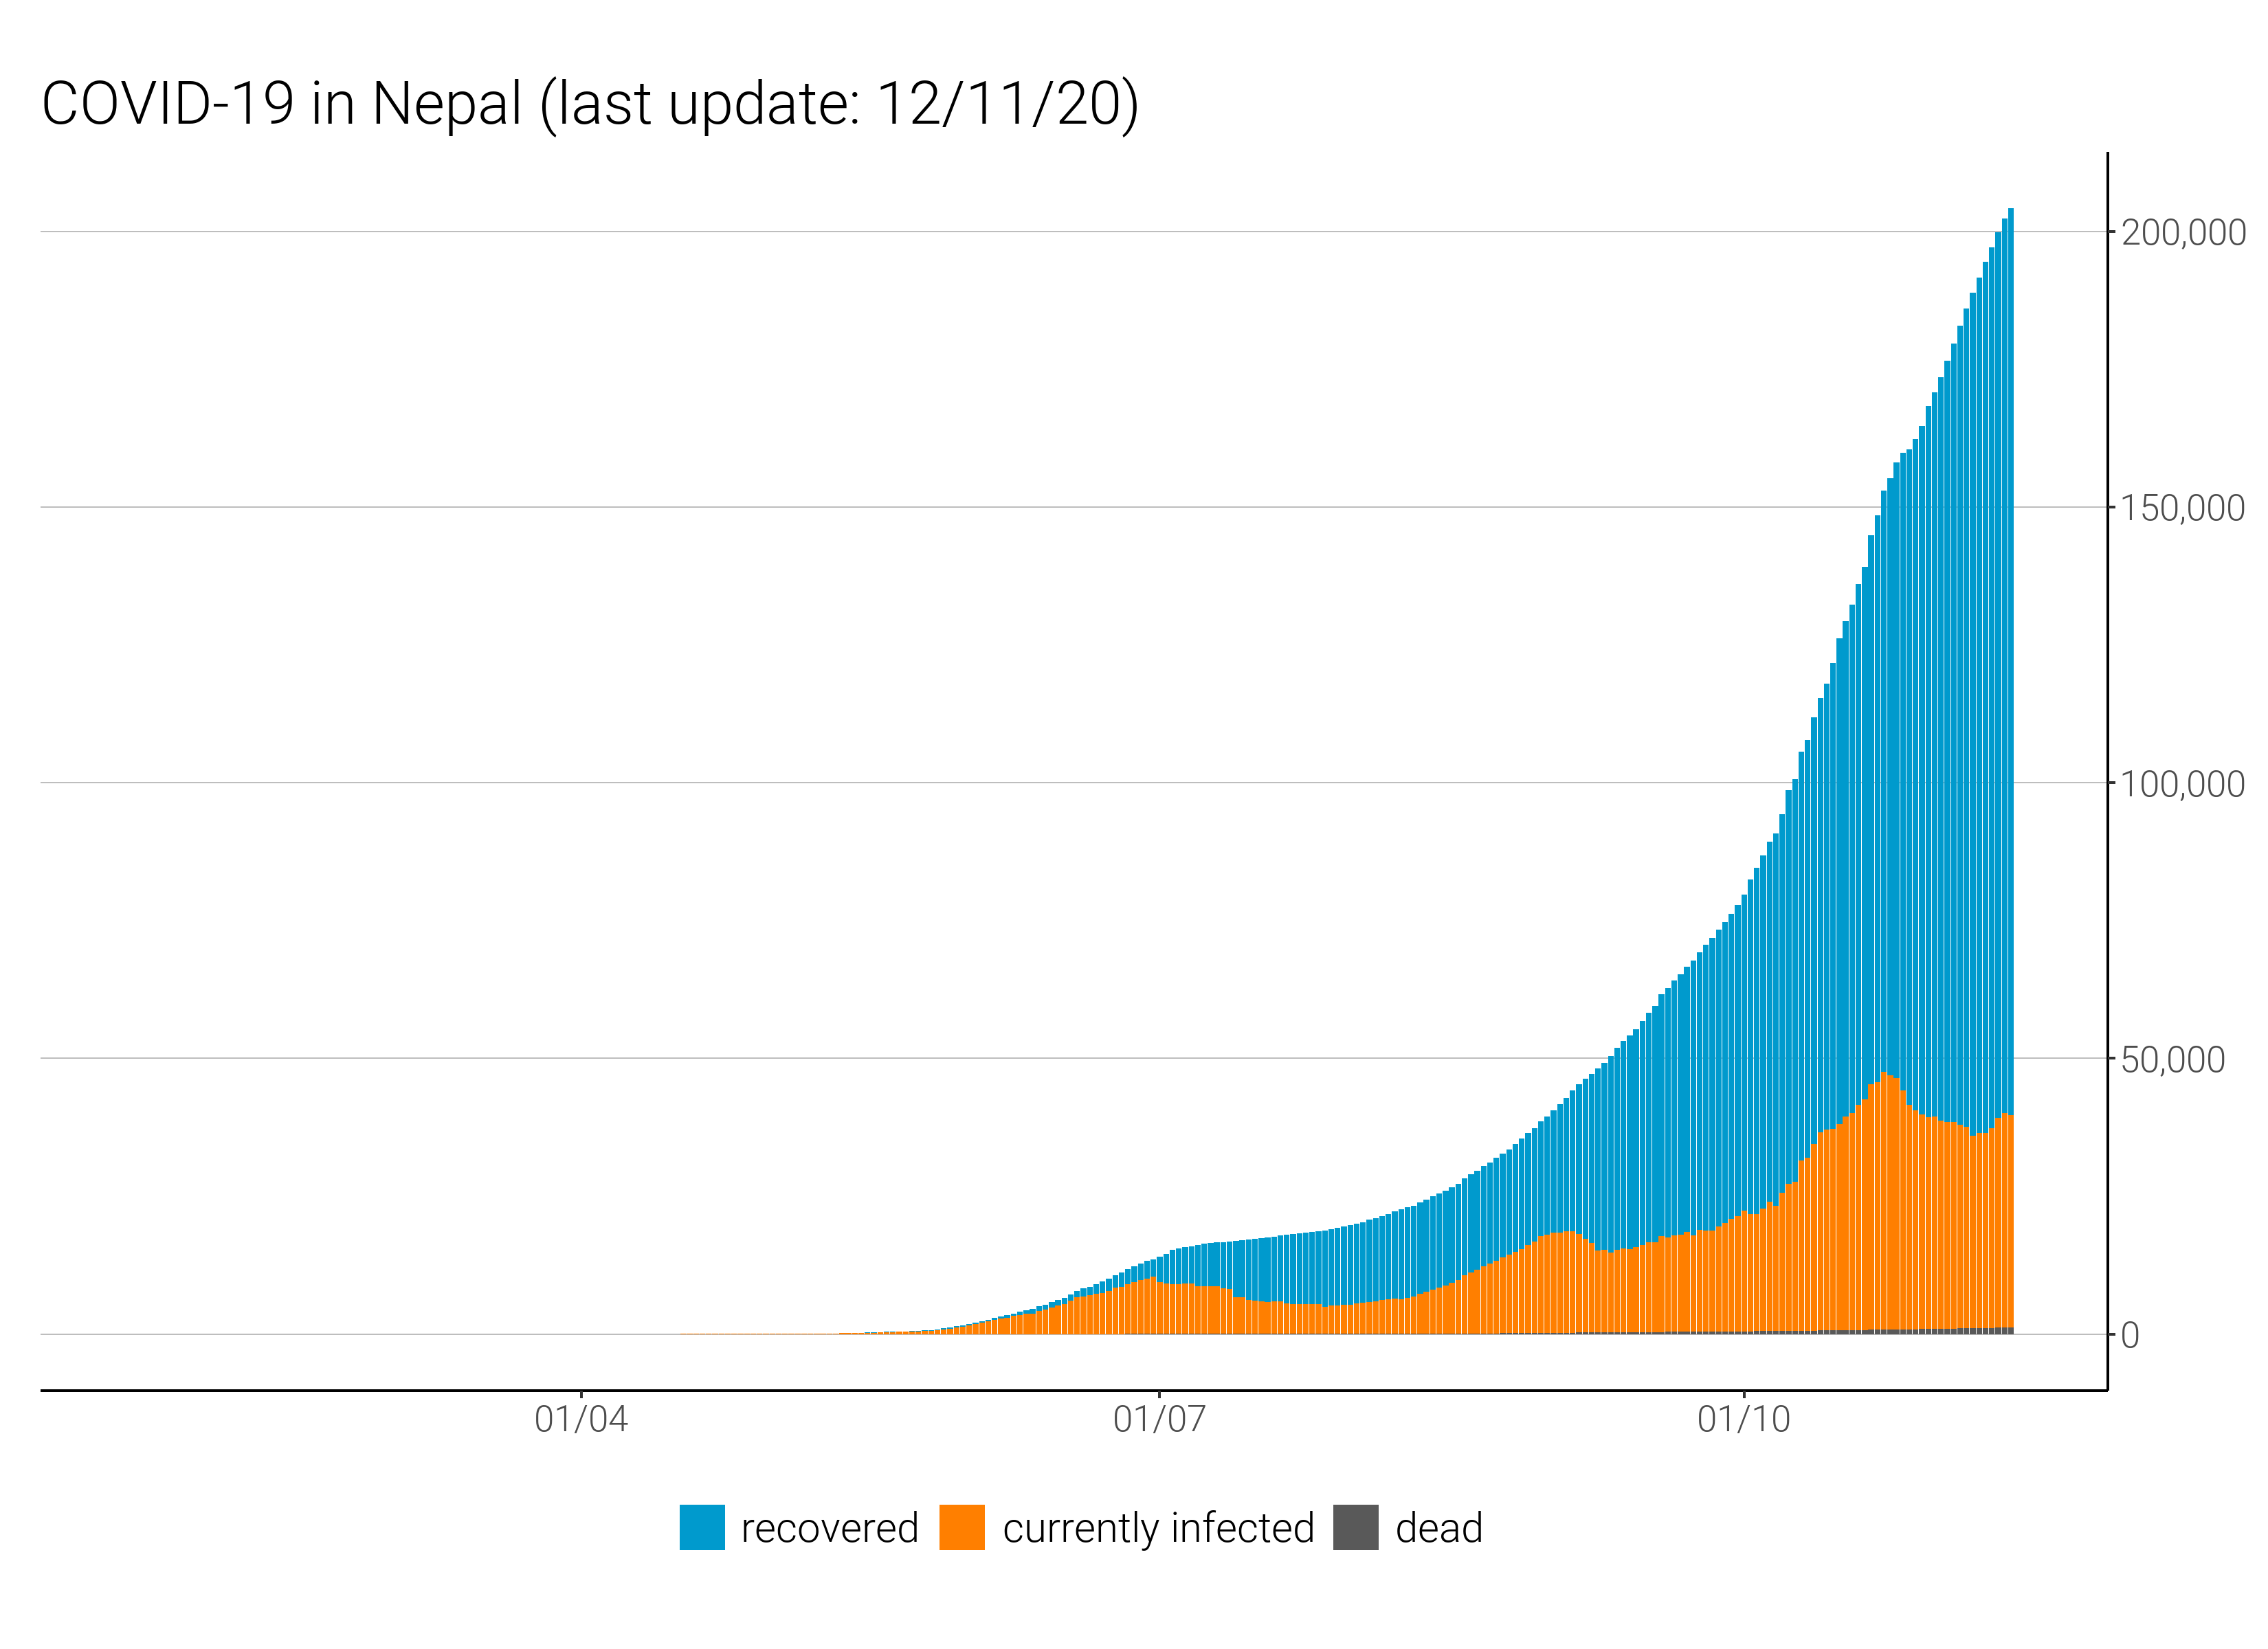 COVID-19 in Nepal (last update: 12/11/20)
200,000
150,000
100,000
50,000
0
01/04 01/07 01/10
recovered currently infected dead